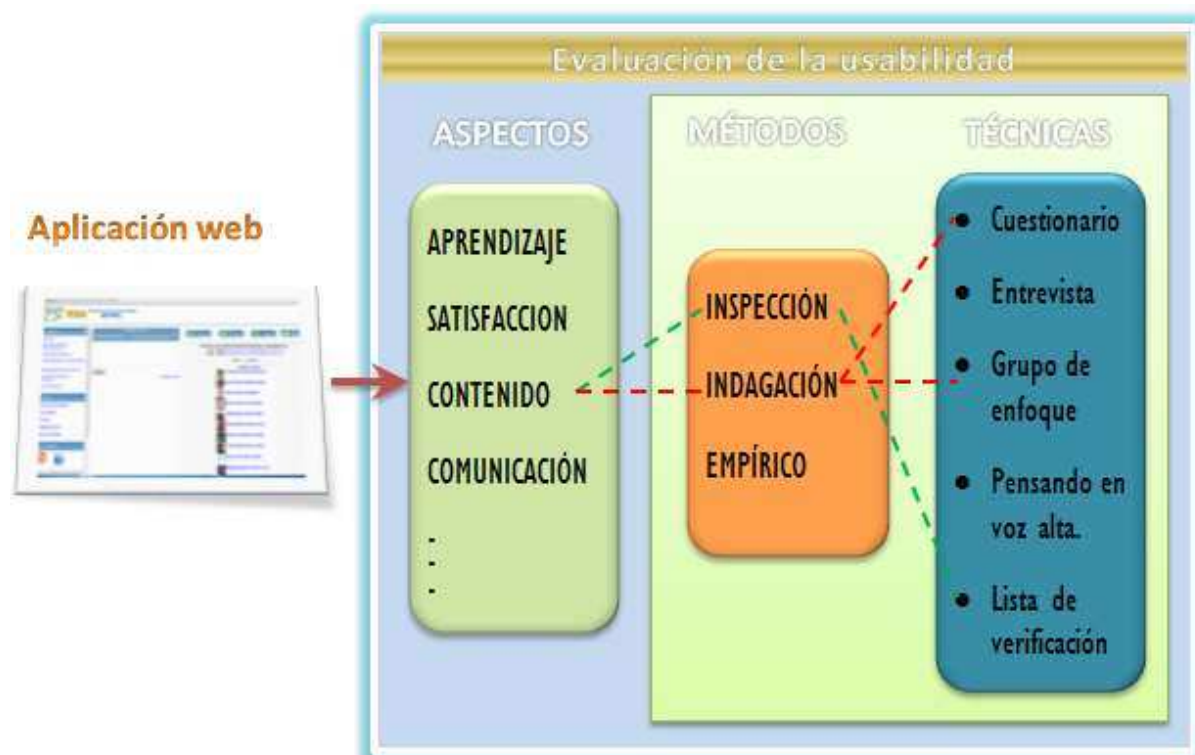 Evaluación de la usabilidad
ASPECTOS
MÉTODOS
TÉCNICAS
Aplicación web
APRENDIZAJE
SATISFACCION
CONTENIDO
COMUNICACIÓN
-
-
-
INSPECCIÓN
INDAGACIÓN
EMPÍRICO
• Cuestionario
• Entrevista
• Grupo de
enfoque
• Pensando en
voz alta.
• Lista de
verificación